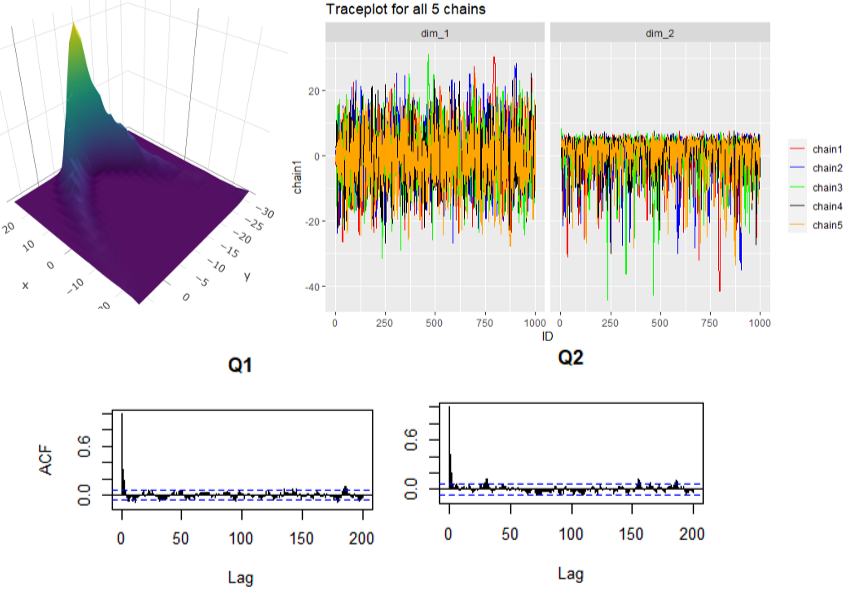 Traceplot for all 5 chains
dim_1
dim_2
20
0
-20
-40
chain1
0
250
500
750
1000
0
250
500
750
1000
ID
chain1
chain2
chain3
chain4
chain5
20
10
0
−10
x
−30
−25
−20
−15
−10
−5
0
y
Q1
Q2
ACF
0.6
0.0
0
50
100
150
200
Lag
0.6
0.0
0
50
100
150
200
Lag